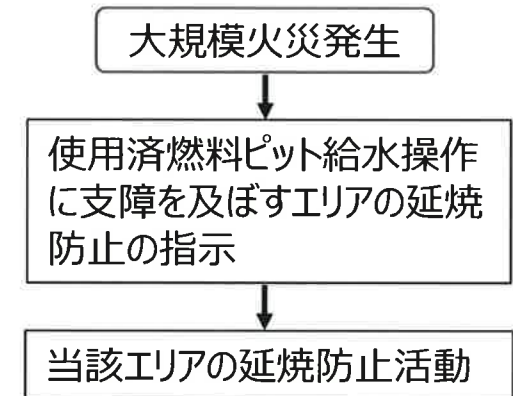 大規模火災発生
使用済燃料ピット給水操作
に支障を及ぼすエリアの延焼
防止の指示
当該エリアの延焼防止活動